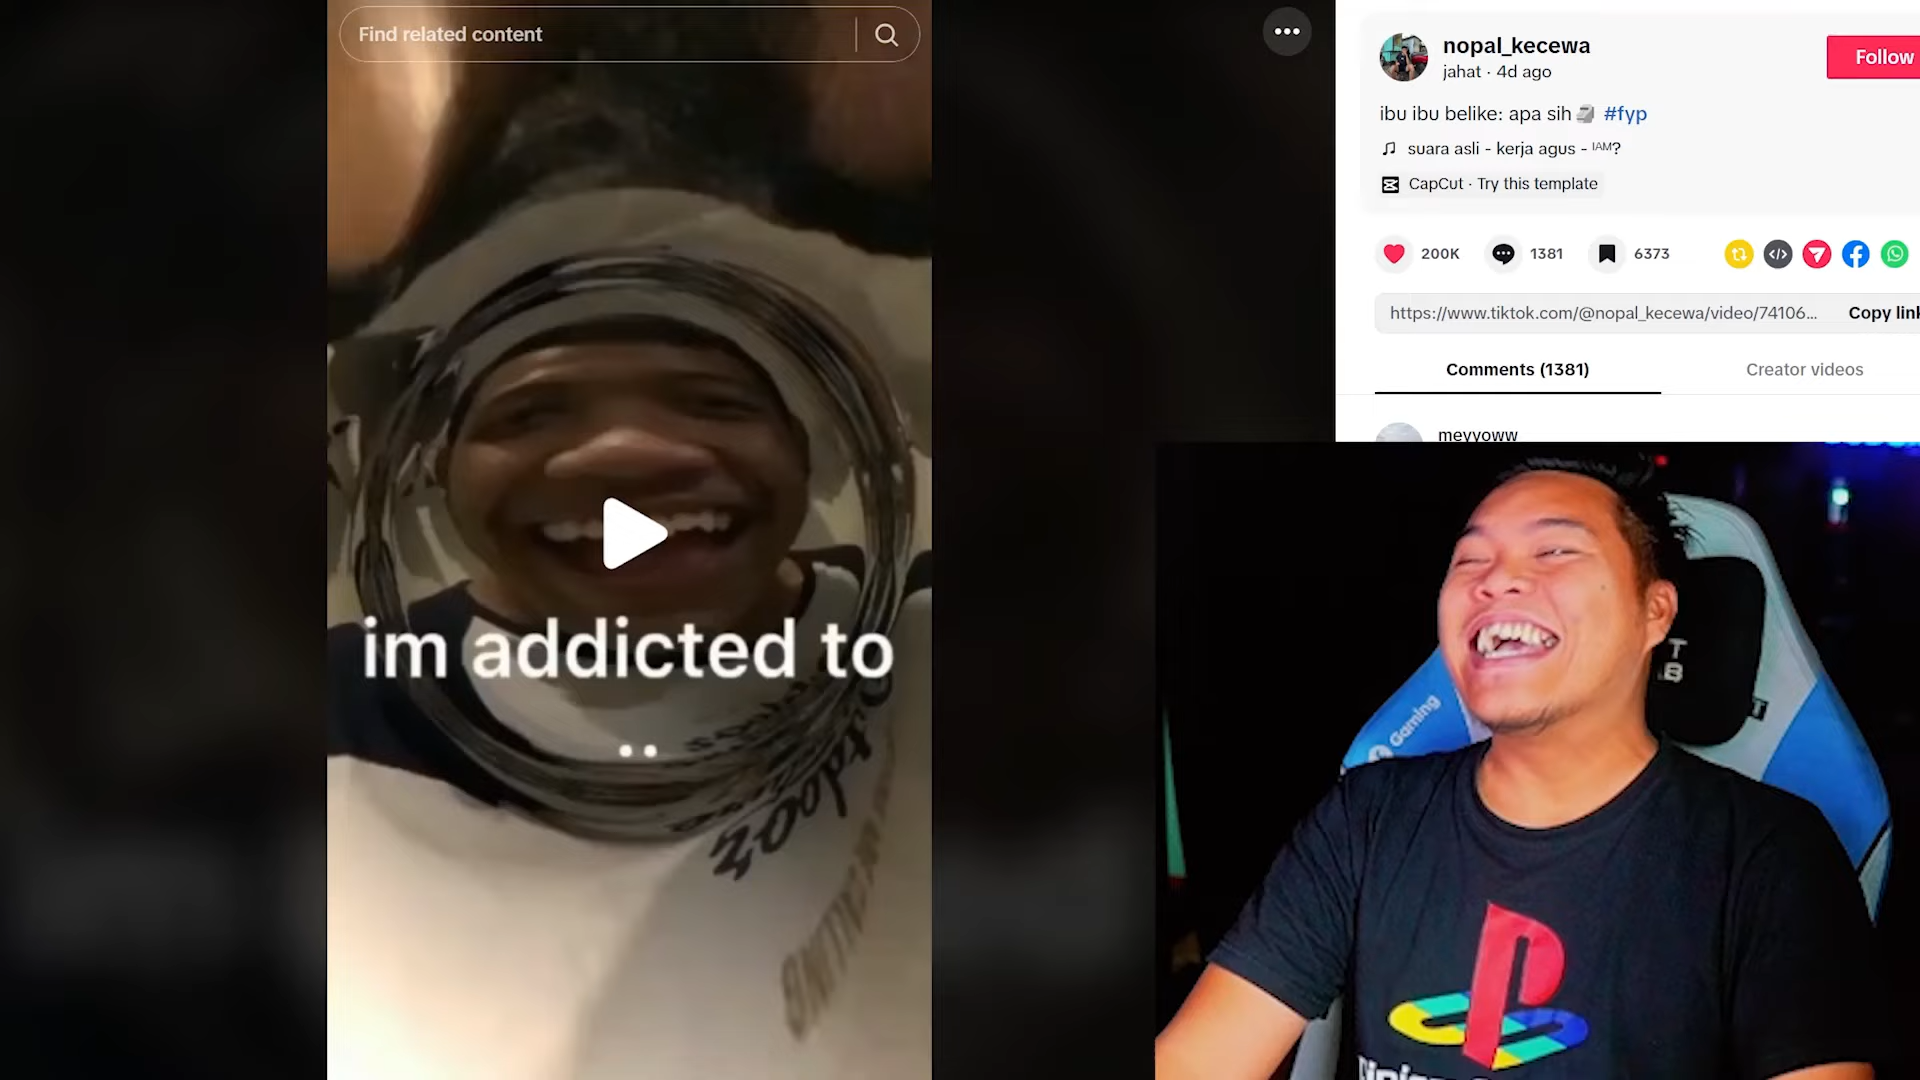 Find related content
im addicted to
..
nopal_kecewa
jahat · 4d ago
Follow
ibu ibu belike: apa sih🗿 #fyp
suara asli - kerja agus - ᴵᴬᴹ?
CapCut · Try this template
200K
1381
6373
https://www.tiktok.com/@nopal_kecewa/video/74106...
Copy link
Comments (1381)
Creator videos
meyyoww
Gaming
T
B